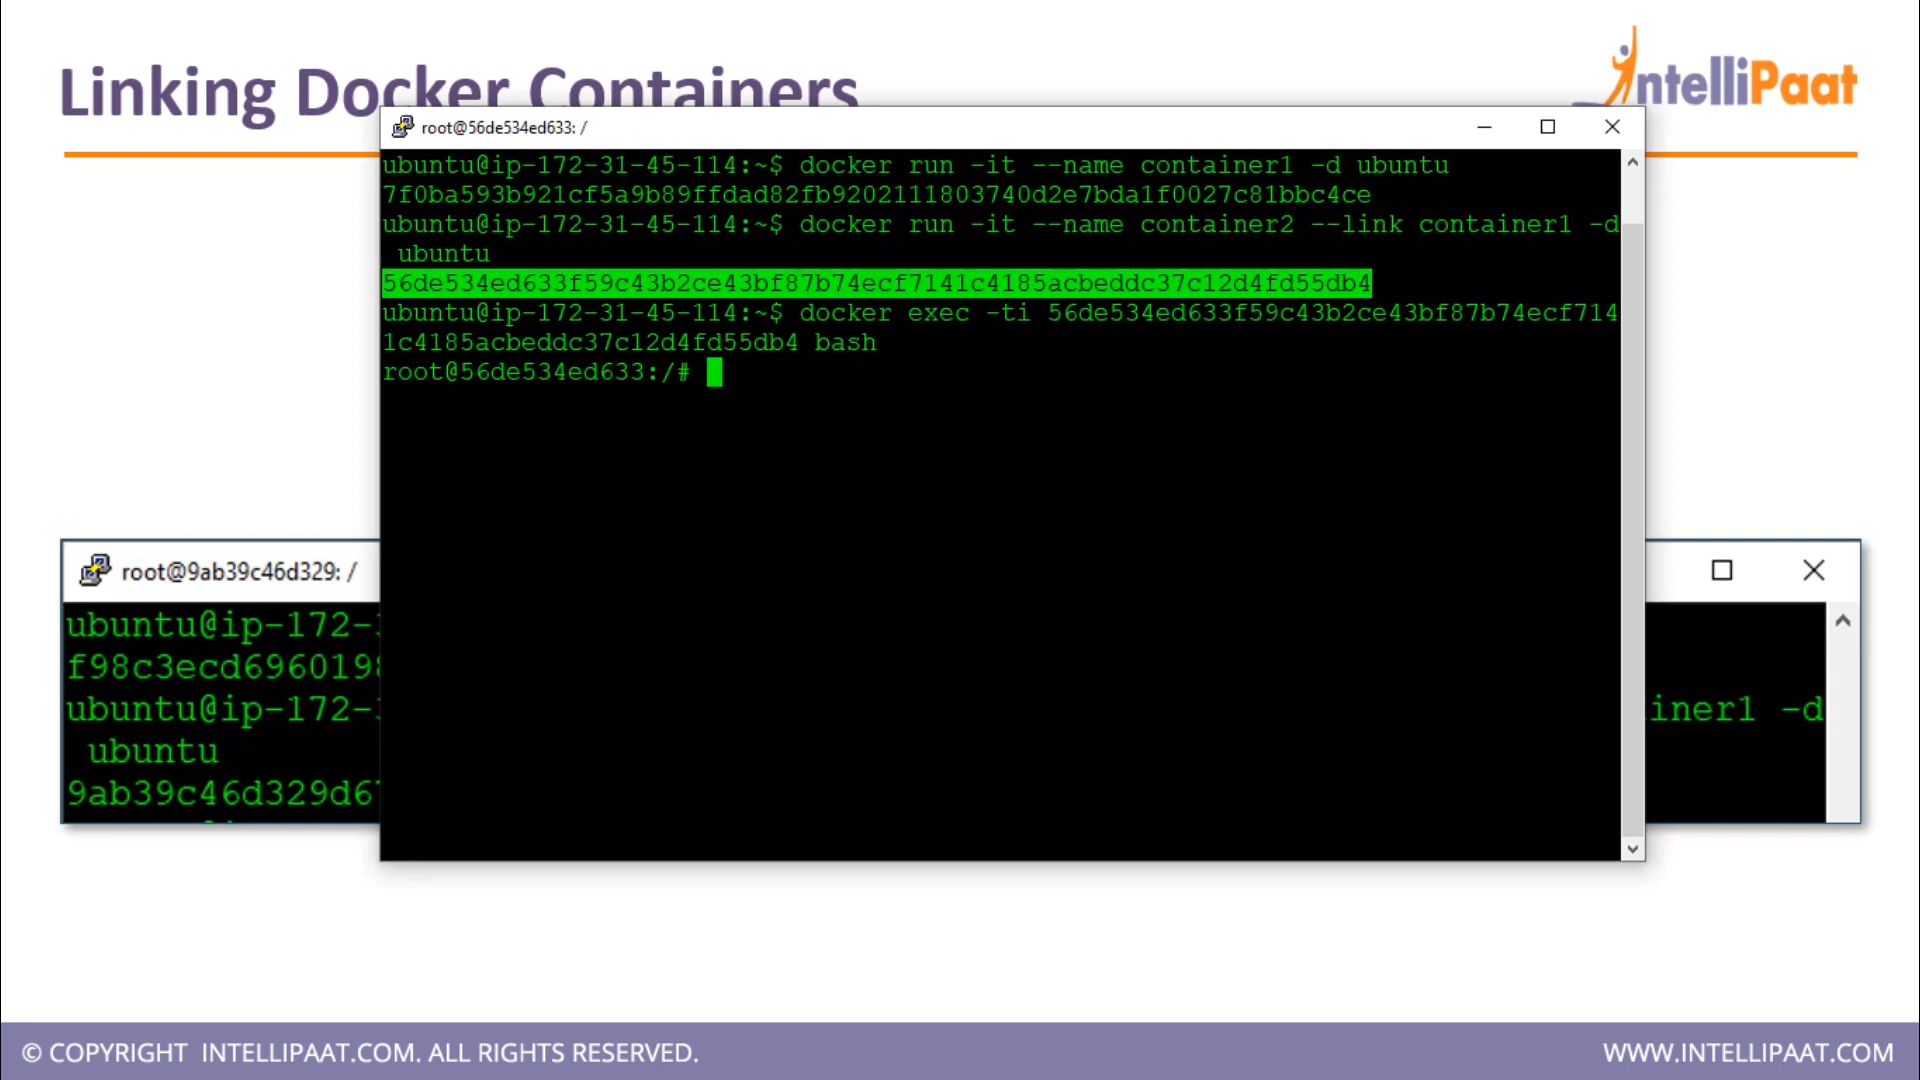 Linking Docker Containers
IntelliPaat
root@56de534ed633: /
ubuntu@ip-172-31-45-114:~$ docker run -it --name container1 -d ubuntu
7f0ba593b921cf5a9b89ffdad82fb9202111803740d2e7bda1f0027c81bbc4ce
ubuntu@ip-172-31-45-114:~$ docker run -it --name container2 --link container1 -d
ubuntu
56de534ed633f59c43b2ce43bf87b74ecf7141c4185acbeddc37c12d4fd55db4
ubuntu@ip-172-31-45-114:~$ docker exec -ti 56de534ed633f59c43b2ce43bf87b74ecf714
1c4185acbeddc37c12d4fd55db4 bash
root@56de534ed633:/#
root@9ab39c46d329: /
ubuntu@ip-172-
f98c3ecd696019
ubuntu@ip-172- iner1 -d
ubuntu
9ab39c46d329d6
© COPYRIGHT INTELLIPAAT.COM. ALL RIGHTS RESERVED.
WWW.INTELLIPAAT.COM